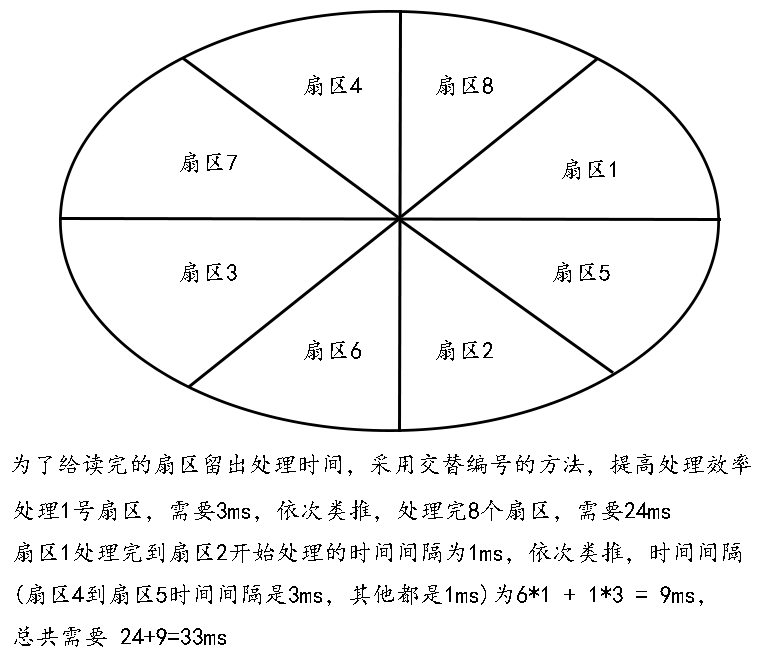 扇区4 扇区8
扇区7 扇区1
扇区3 扇区5
扇区6 扇区2
为了给读完的扇区留出处理时间，采用交替编号的方法，提高处理效率
处理1号扇区，需要3ms，依次类推，处理完8个扇区，需要24ms
扇区1处理完到扇区2开始处理的时间间隔为1ms，依次类推，时间间隔
(扇区4到扇区5时间间隔是3ms，其他都是1ms)为6*1 + 1*3 = 9ms，
总共需要 24+9=33ms